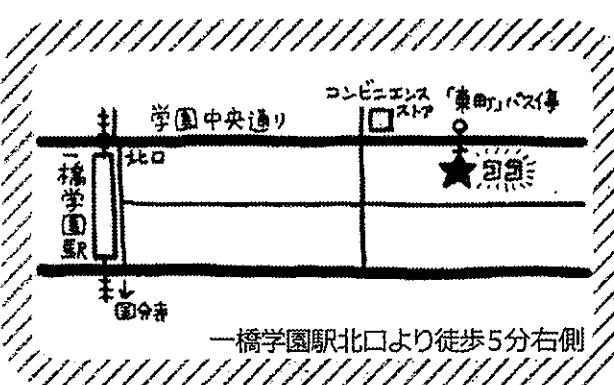 コンビニエンス
ストア
「東町」バス停
学園中央通り
北口
一橋学園駅
国分寺
一橋学園駅北口より徒歩5分右側